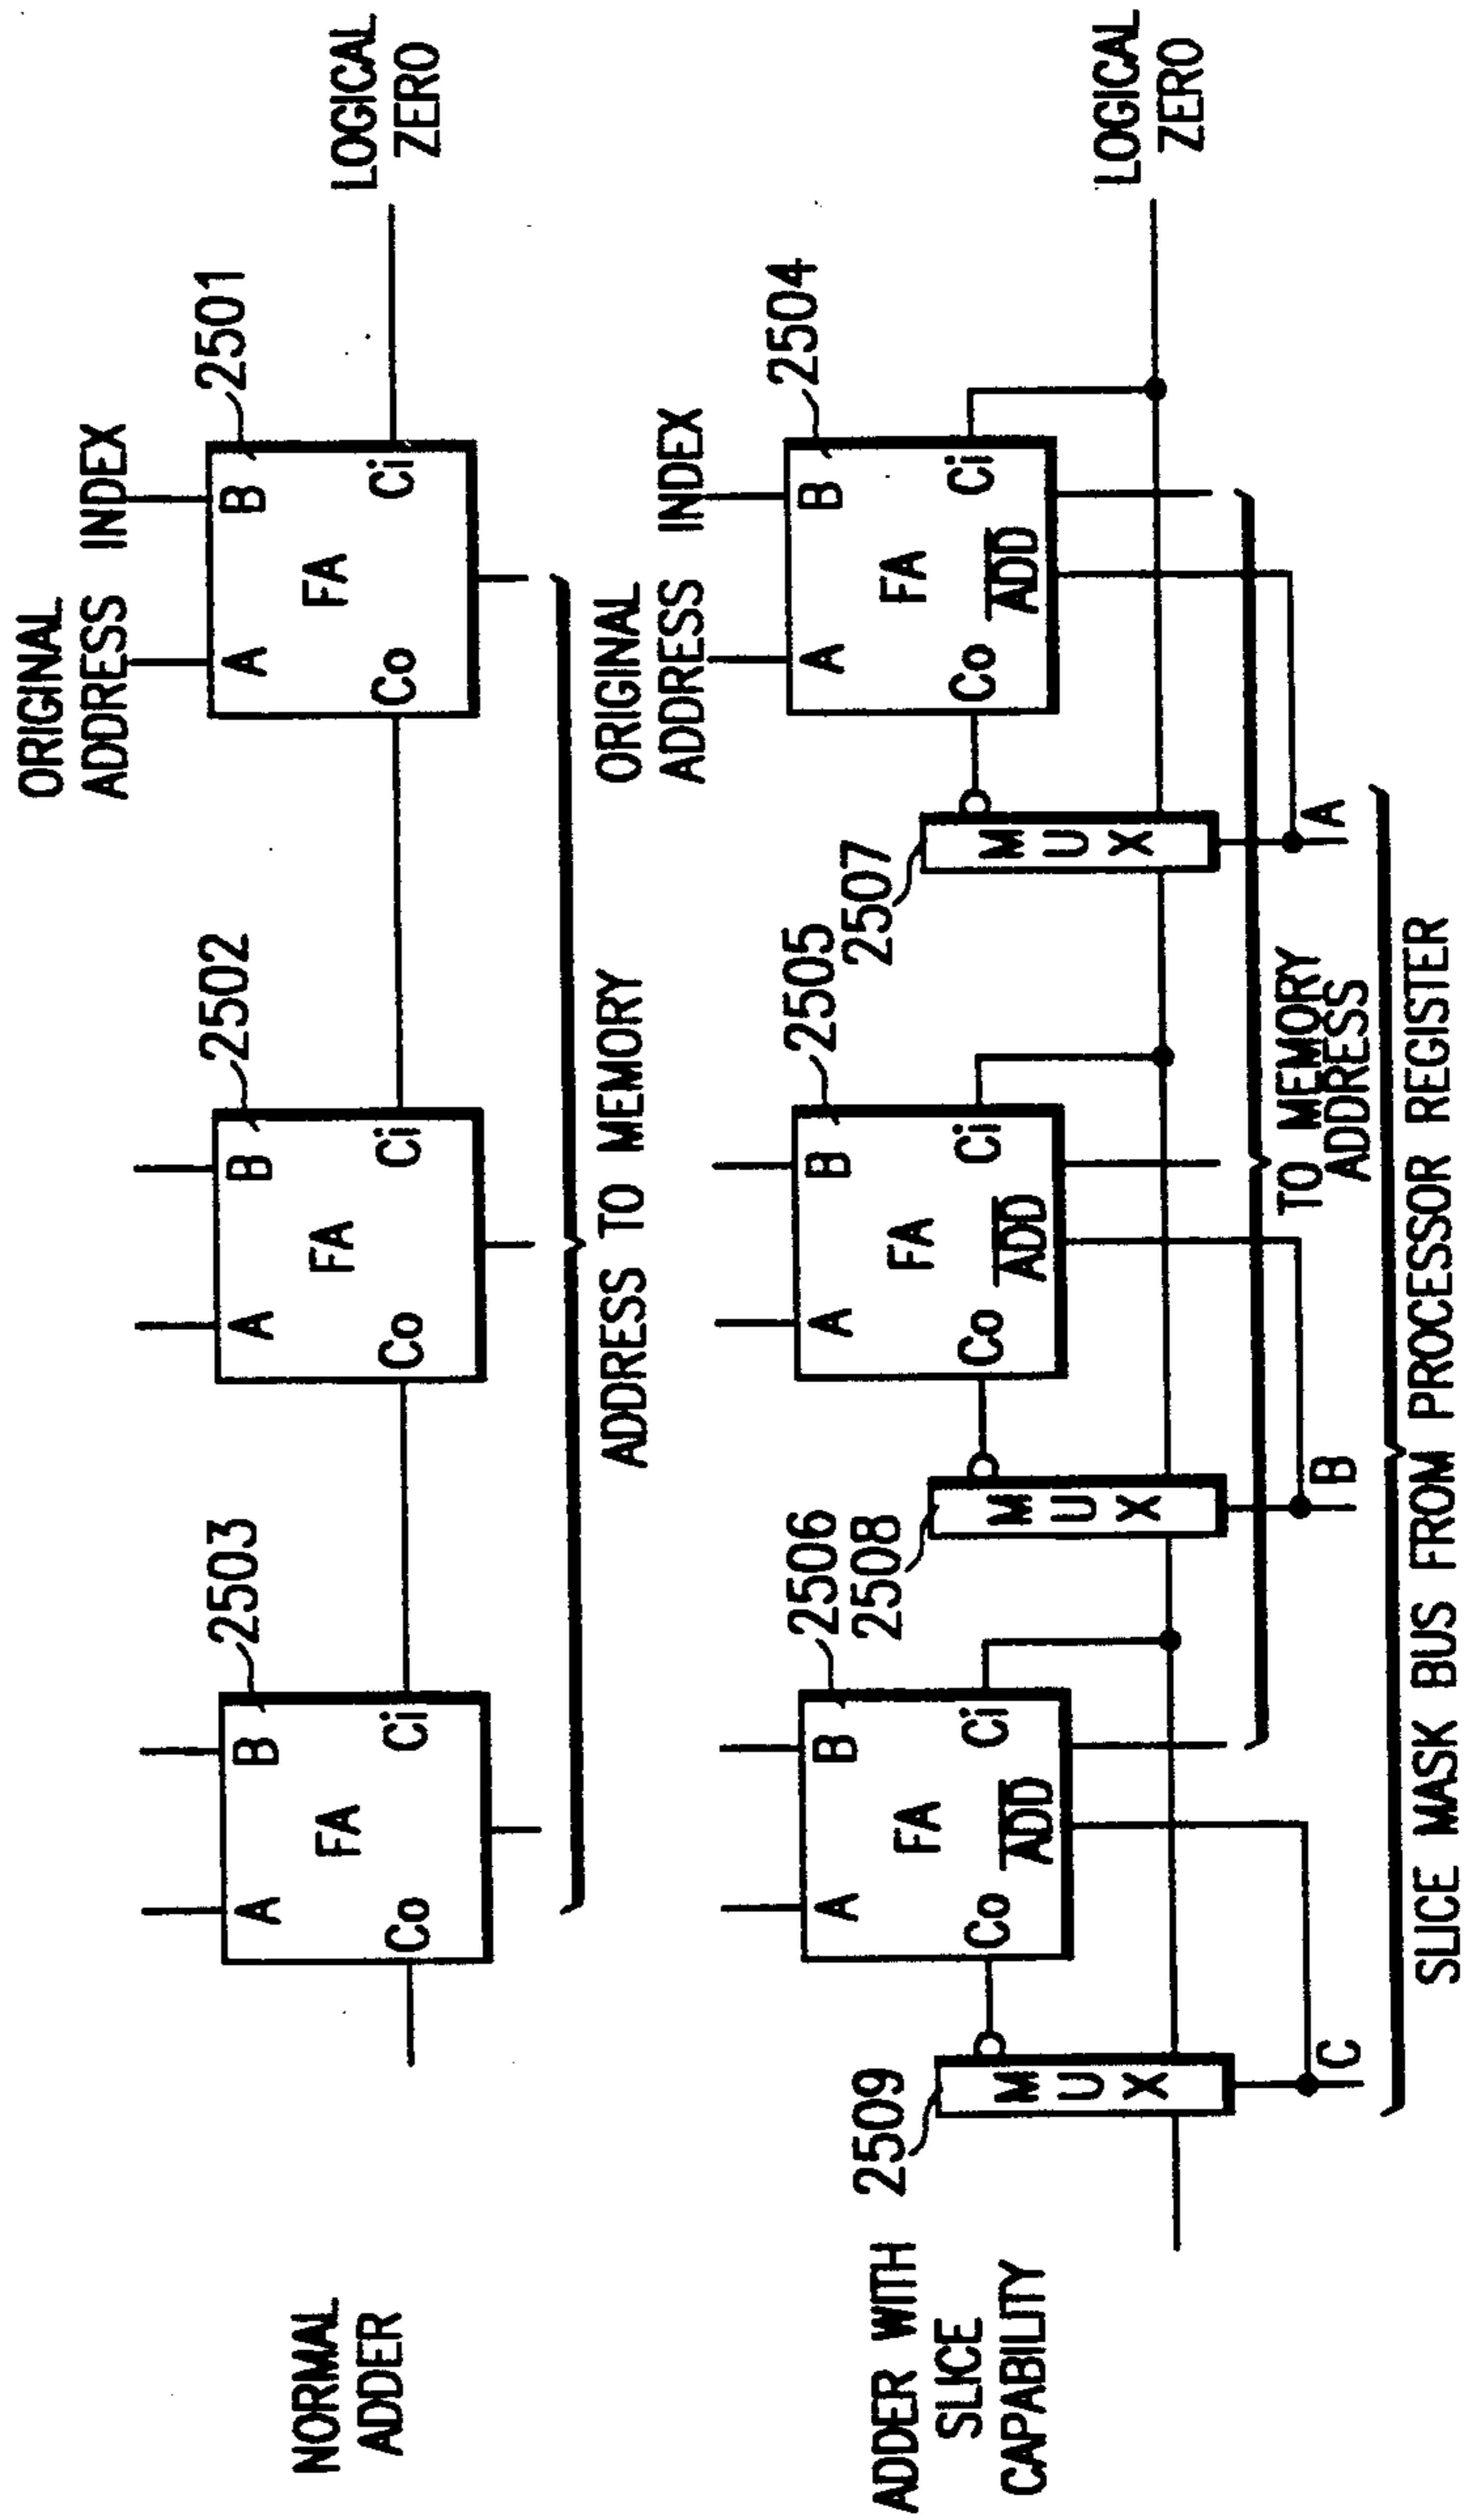 NORMAL
ADDER
ORIGINAL
ADDRESS INDEX
2503
2502
2501
A B
A B
A B
FA
FA
FA
Co Ci
Co Ci
Co Ci
LOGICAL
ZERO
ADDRESS TO MEMORY
ADDER WITH
SLICE
CAPABILITY
ORIGINAL
ADDRESS INDEX
2509
2506
2508
2505
2507
2504
A B
A B
A B
FA
FA
FA
Co Ci
Co Ci
Co Ci
ADD
ADD
ADD
MUX
MUX
MUX
LOGICAL
ZERO
C
B
A
TO MEMORY
ADDRESS
SLICE MASK BUS FROM PROCESSOR REGISTER